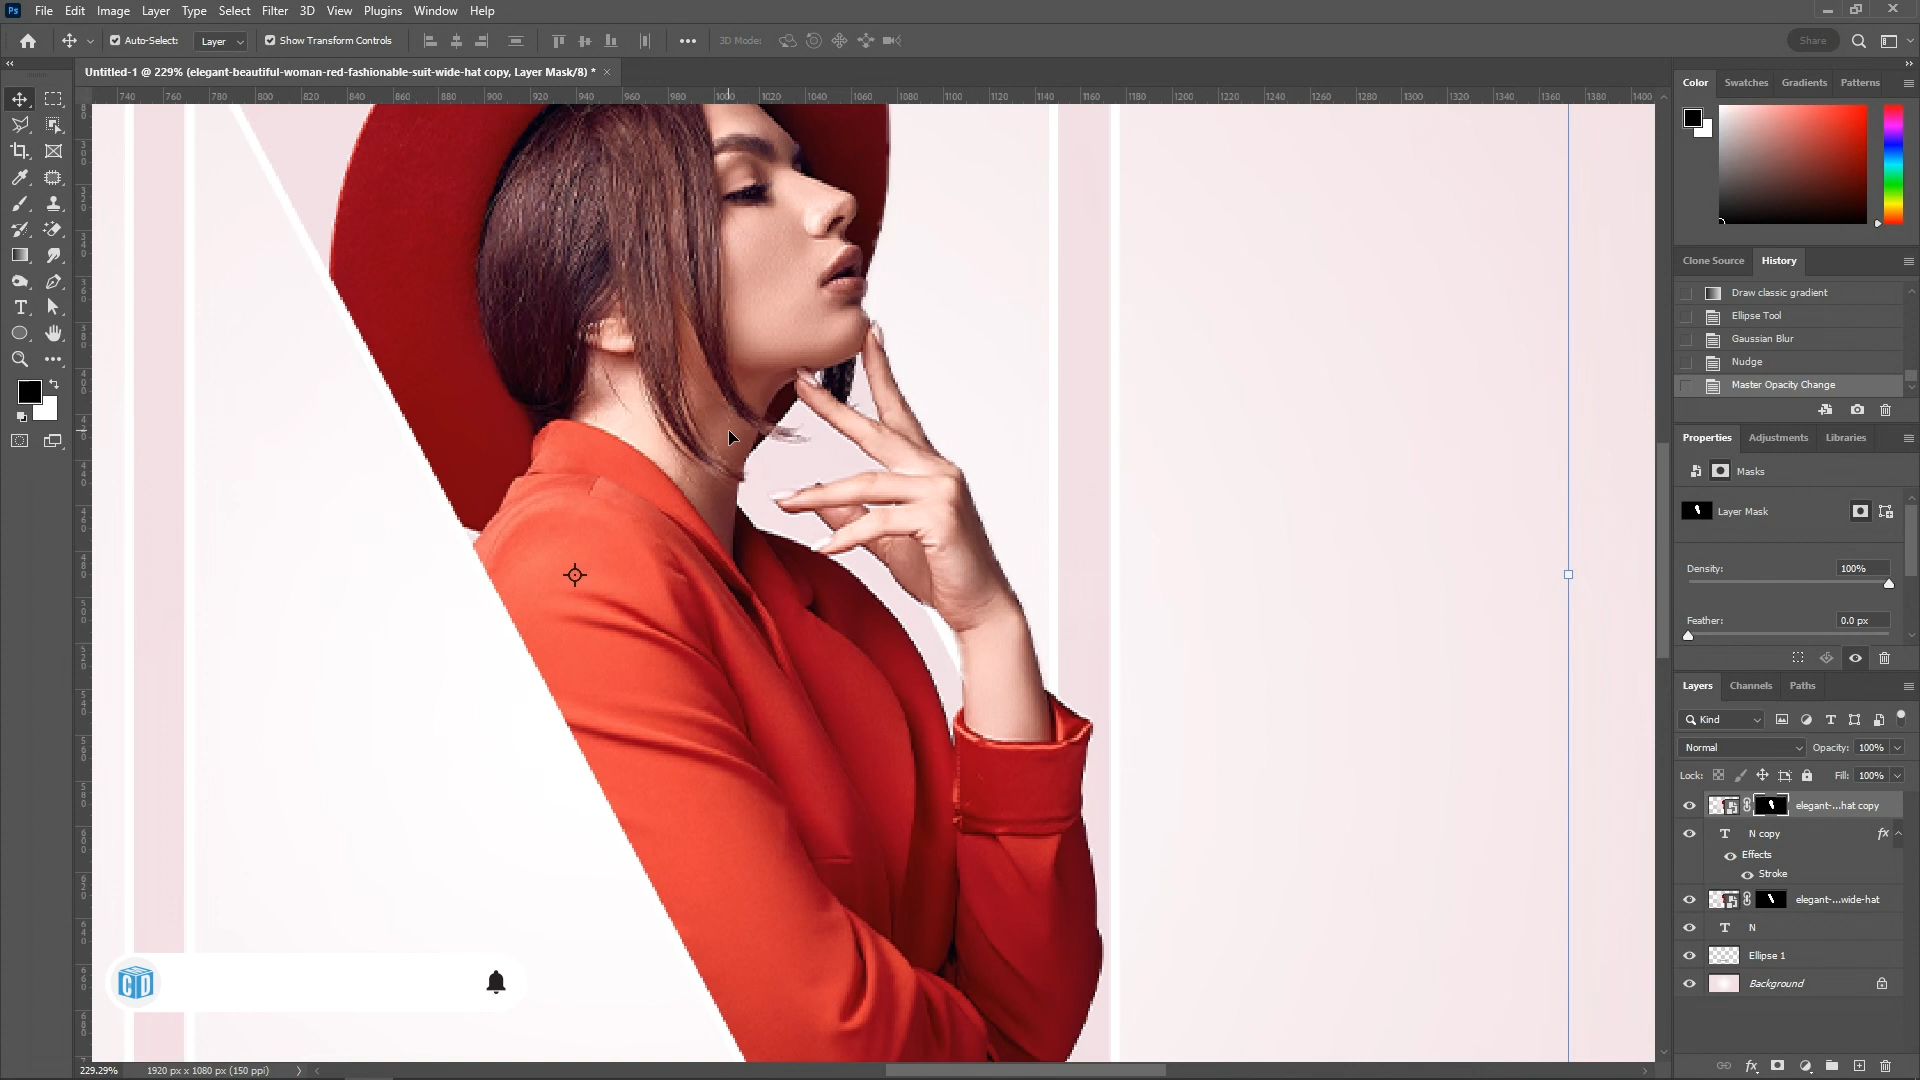 Ps File Edit Image Layer Type Select Filter 3D View Plugins Window Help
Auto-Select: Layer Show Transform Controls 3D Mode: Share
Untitled-1 @ 229% (elegant-beautiful-woman-red-fashionable-suit-wide-hat copy, Layer Mask/8) *
740 760 780 800 820 840 860 880 900 920 940 960 980 1000 1020 1040 1060 1080 1100 1120 1140 1160 1180 1200 1220 1240 1260 1280 1300 1320 1340 1360 1380 1400
Color Swatches Gradients Patterns
Clone Source History
Draw classic gradient
Ellipse Tool
Gaussian Blur
Nudge
Master Opacity Change
Properties Adjustments Libraries
Masks
Layer Mask
Density: 100%
Feather: 0.0 px
Layers Channels Paths
Kind
Normal Opacity: 100%
Lock: Fill: 100%
elegant-...hat copy
N copy fx
Effects
Stroke
elegant-...wide-hat
N
Ellipse 1
Background
CD
229.29% 1920 px x 1080 px (150 ppi)
fx